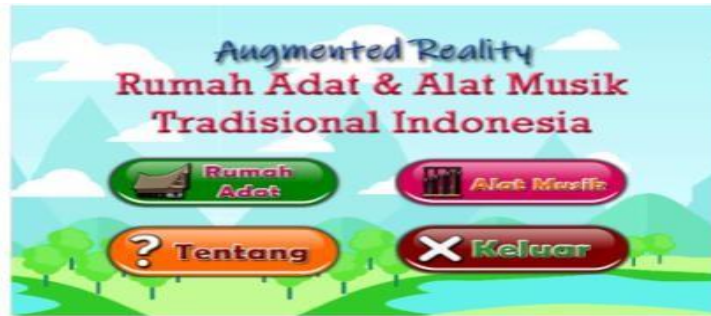 Augmented Reality
Rumah Adat & Alat Musik
Tradisional Indonesia
Rumah
Adat
Alat Musik
? Tentang
Keluar